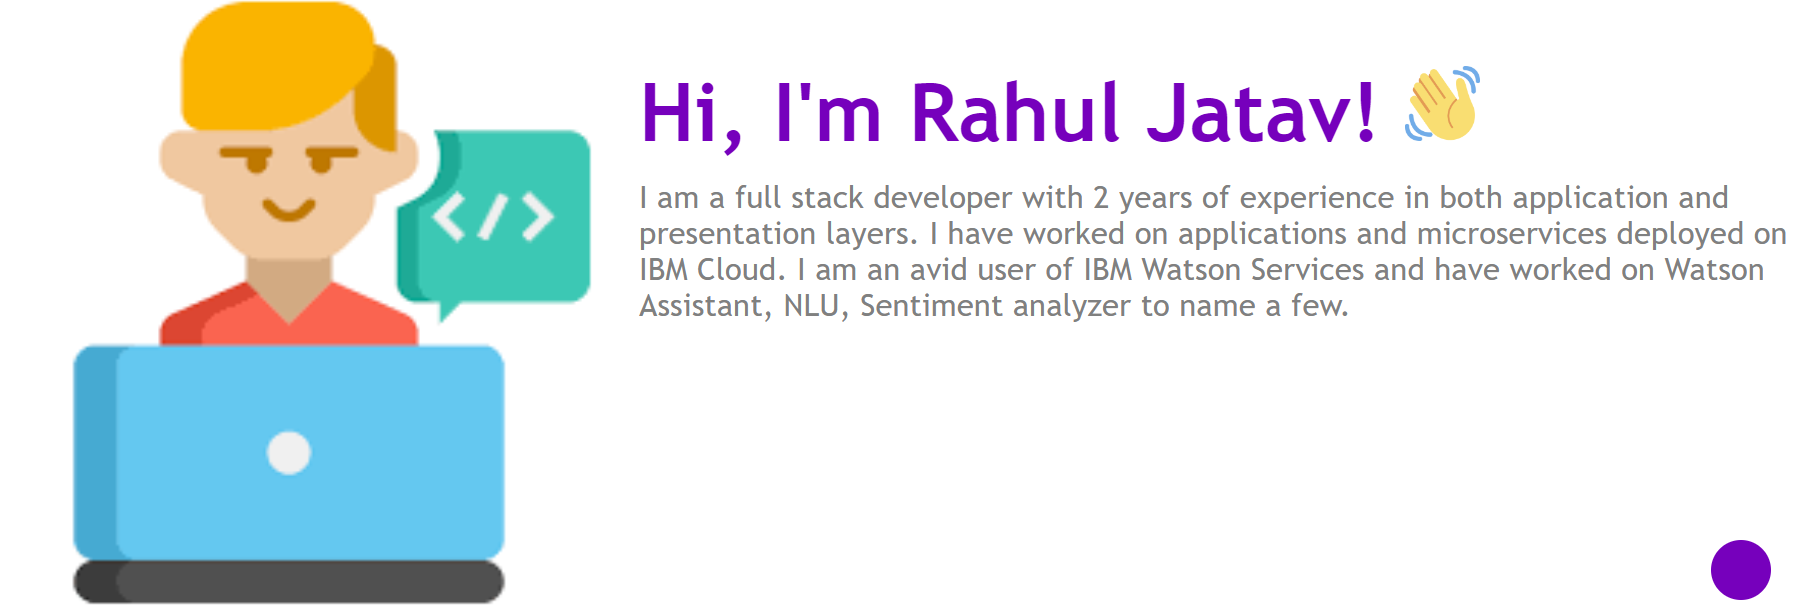 </>
Hi, I'm Rahul Jatav! 👋
I am a full stack developer with 2 years of experience in both application and
presentation layers. I have worked on applications and microservices deployed on
IBM Cloud. I am an avid user of IBM Watson Services and have worked on Watson
Assistant, NLU, Sentiment analyzer to name a few.